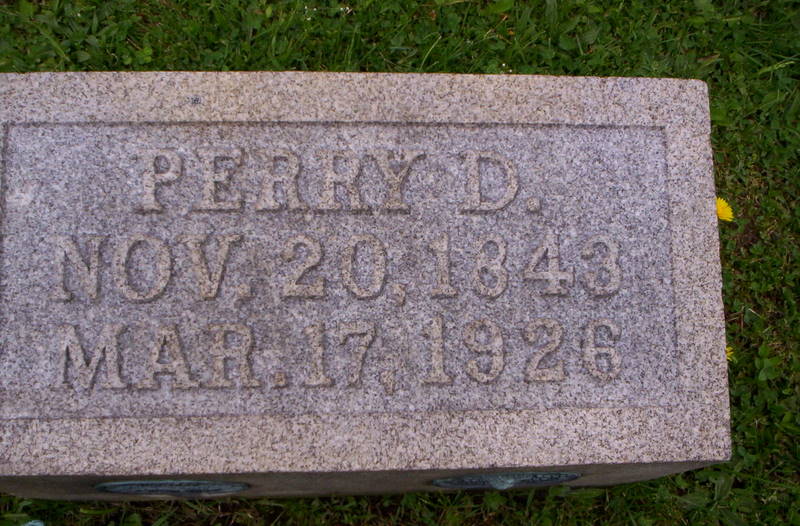 PERRY D.
NOV. 20, 1843
MAR. 17, 1926